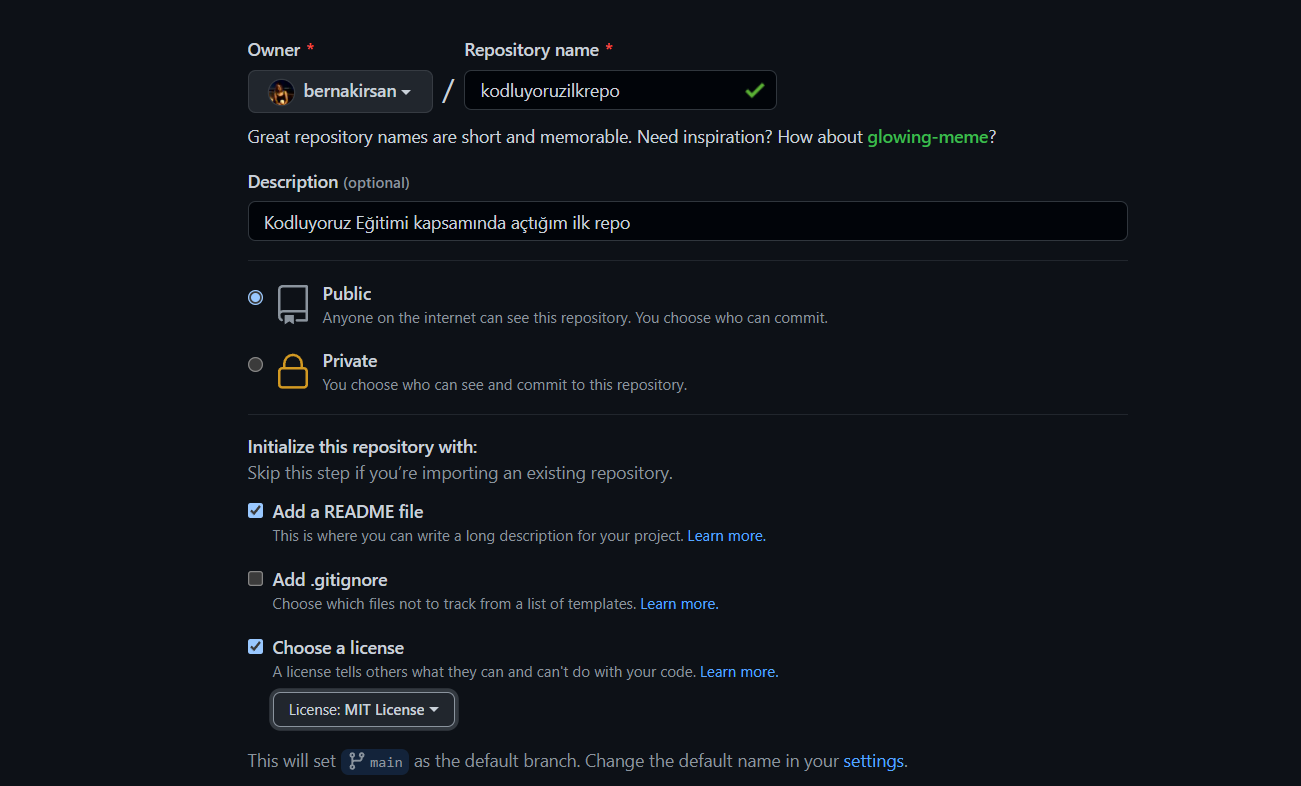 Owner * Repository name *
bernakirsan / kodluyoruzilkrepo
Great repository names are short and memorable. Need inspiration? How about glowing-meme?
Description (optional)
Kodluyoruz Eğitimi kapsamında açtığım ilk repo
Public
Anyone on the internet can see this repository. You choose who can commit.
Private
You choose who can see and commit to this repository.
Initialize this repository with:
Skip this step if you’re importing an existing repository.
Add a README file
This is where you can write a long description for your project. Learn more.
Add .gitignore
Choose which files not to track from a list of templates. Learn more.
Choose a license
A license tells others what they can and can't do with your code. Learn more.
License: MIT License
This will set main as the default branch. Change the default name in your settings.